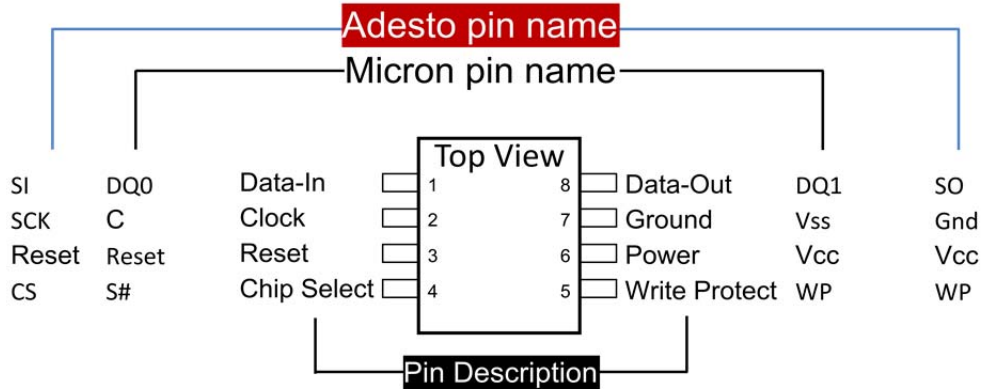 Adesto pin name
Micron pin name
Top View
SI DQ0 Data-In 1 8 Data-Out DQ1 SO
SCK C Clock 2 7 Ground Vss Gnd
Reset Reset Reset 3 6 Power Vcc Vcc
CS S# Chip Select 4 5 Write Protect WP WP
Pin Description